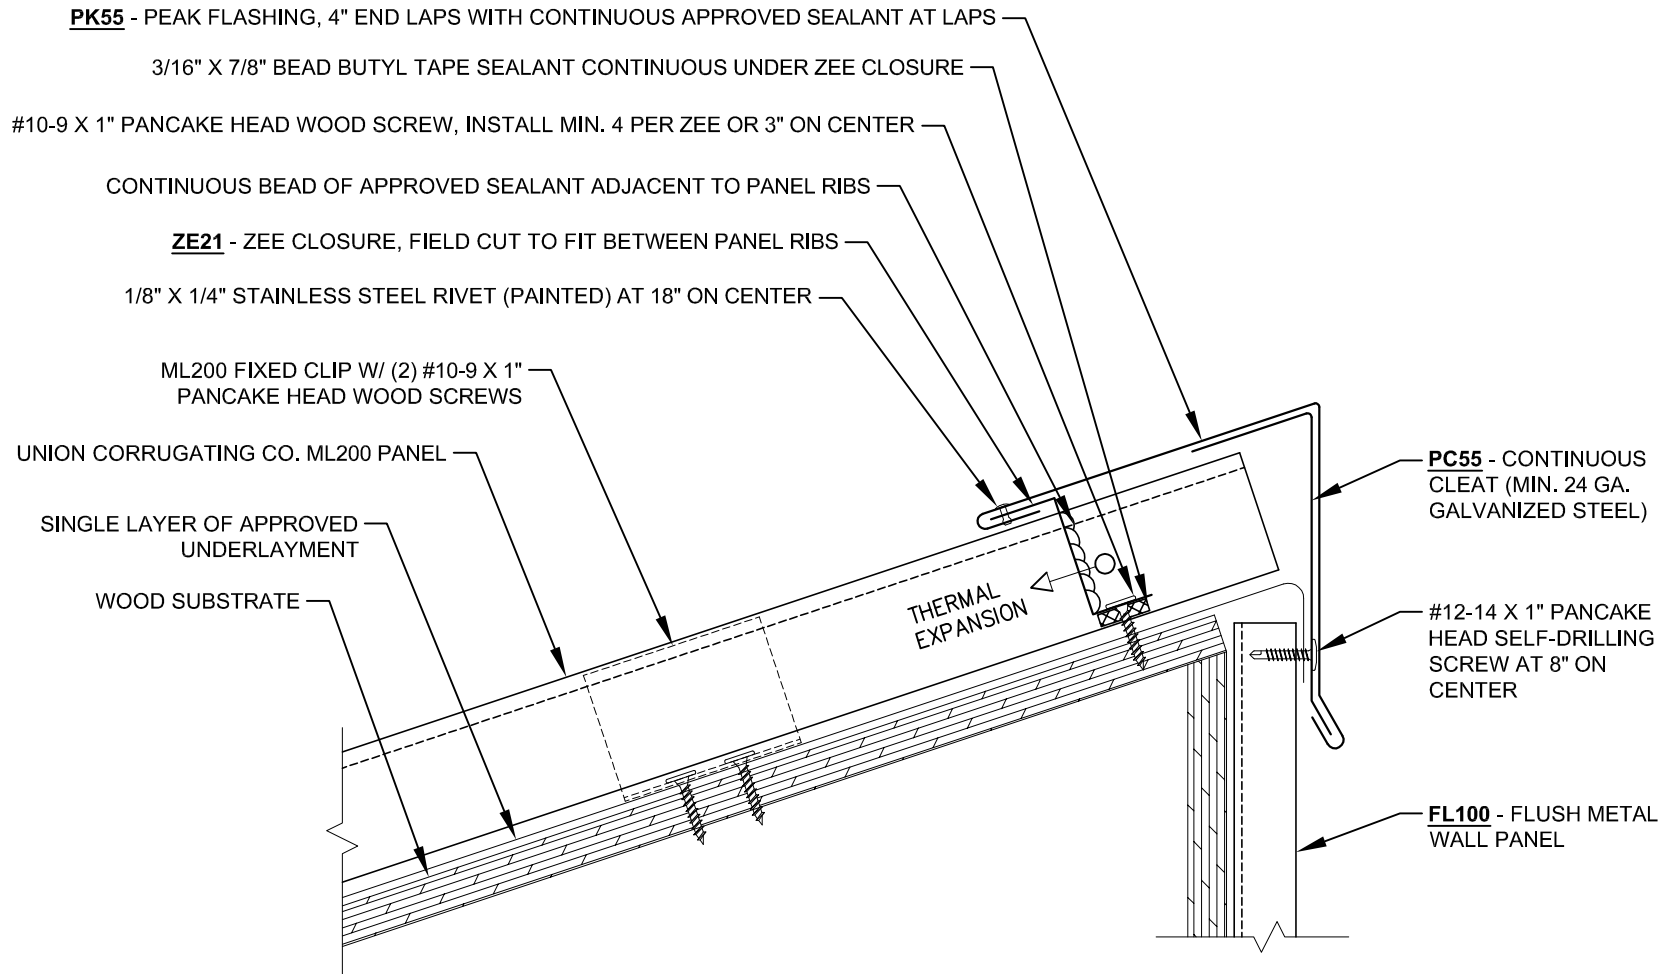 PK55 - PEAK FLASHING, 4" END LAPS WITH CONTINUOUS APPROVED SEALANT AT LAPS
3/16" X 7/8" BEAD BUTYL TAPE SEALANT CONTINUOUS UNDER ZEE CLOSURE
#10-9 X 1" PANCAKE HEAD WOOD SCREW, INSTALL MIN. 4 PER ZEE OR 3" ON CENTER
CONTINUOUS BEAD OF APPROVED SEALANT ADJACENT TO PANEL RIBS
ZE21 - ZEE CLOSURE, FIELD CUT TO FIT BETWEEN PANEL RIBS
1/8" X 1/4" STAINLESS STEEL RIVET (PAINTED) AT 18" ON CENTER
ML200 FIXED CLIP W/ (2) #10-9 X 1"
PANCAKE HEAD WOOD SCREWS
UNION CORRUGATING CO. ML200 PANEL
SINGLE LAYER OF APPROVED
UNDERLAYMENT
WOOD SUBSTRATE
THERMAL
EXPANSION
PC55 - CONTINUOUS
CLEAT (MIN. 24 GA.
GALVANIZED STEEL)
#12-14 X 1" PANCAKE
HEAD SELF-DRILLING
SCREW AT 8" ON
CENTER
FL100 - FLUSH METAL
WALL PANEL